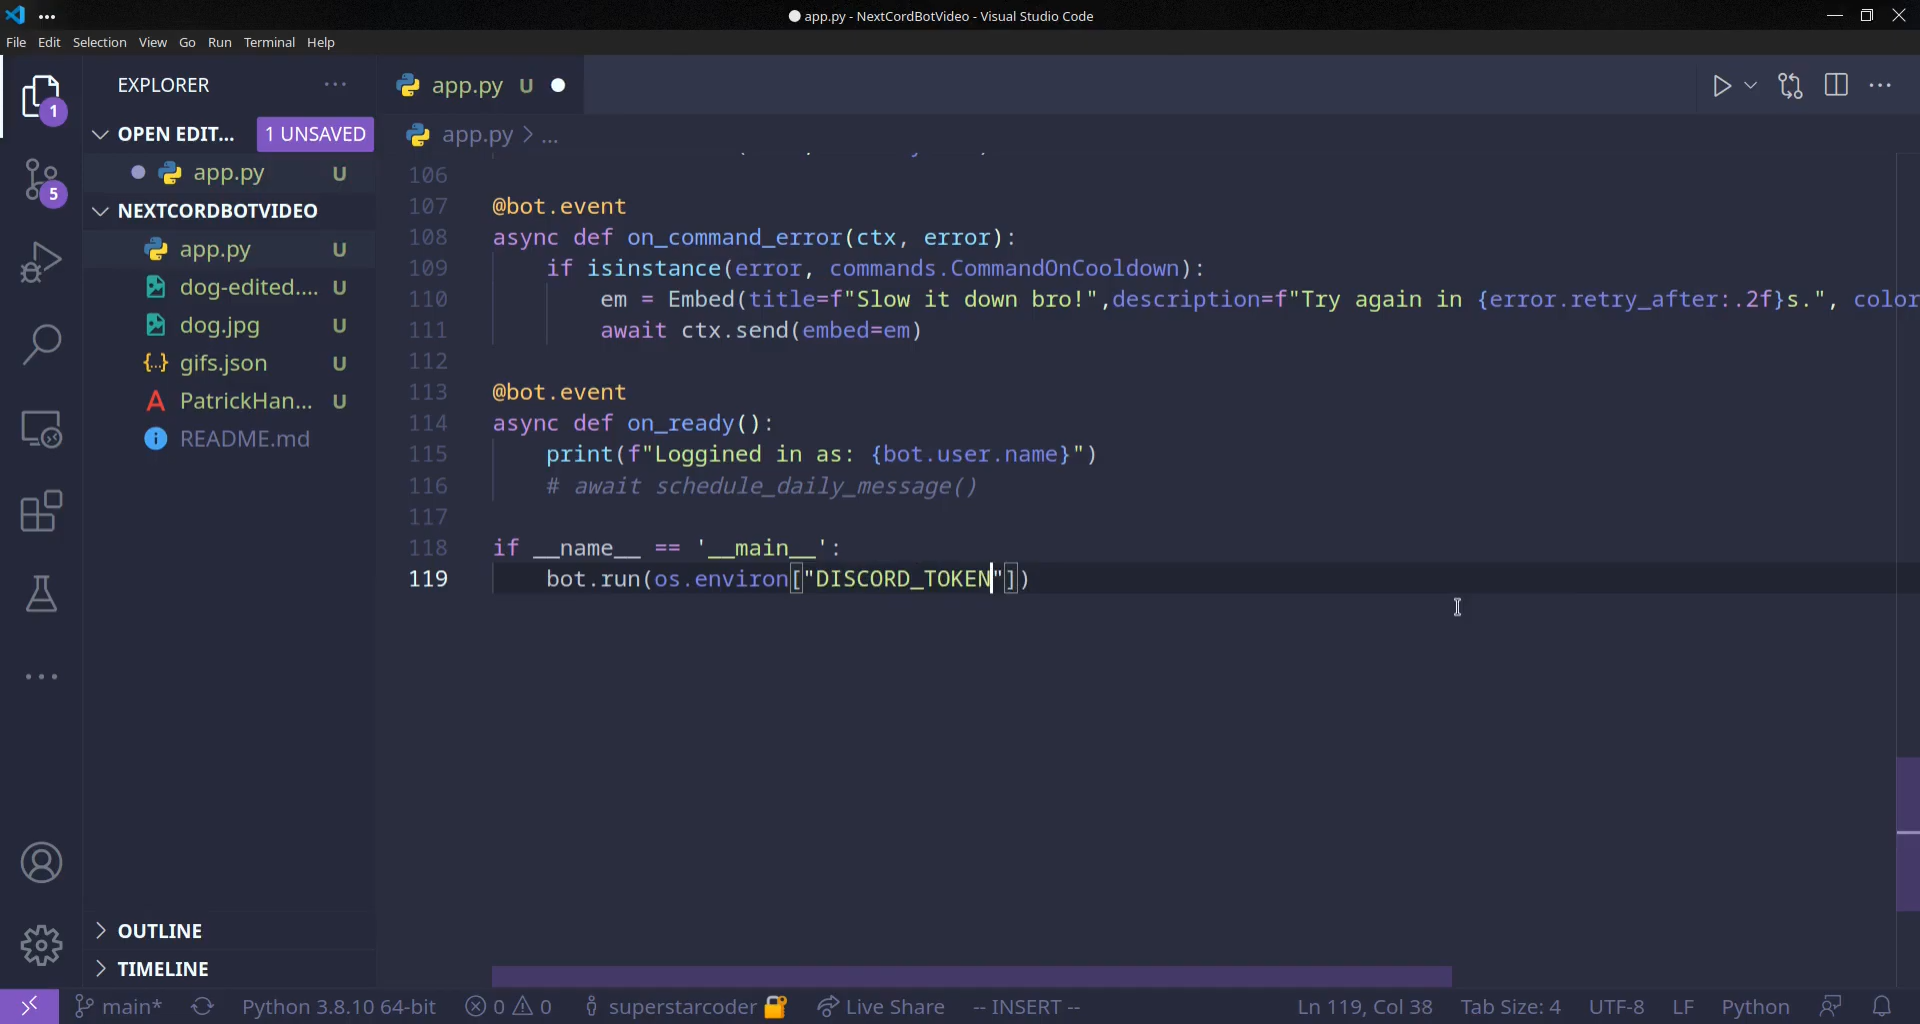 app.py - NextCordBotVideo - Visual Studio Code
File Edit Selection View Go Run Terminal Help
EXPLORER
app.py U
OPEN EDIT... 1 UNSAVED
app.py > ...
app.py U
NEXTCORDBOTVIDEO
app.py U
dog-edited.... U
dog.jpg U
gifs.json U
PatrickHan... U
README.md
1
5
106
107 @bot.event
108 async def on_command_error(ctx, error):
109 if isinstance(error, commands.CommandOnCooldown):
110 em = Embed(title=f"Slow it down bro!",description=f"Try again in {error.retry_after:.2f}s.", color
111 await ctx.send(embed=em)
112
113 @bot.event
114 async def on_ready():
115 print(f"Loggined in as: {bot.user.name}")
116 # await schedule_daily_message()
117
118 if __name__ == '__main__':
119 bot.run(os.environ["DISCORD_TOKEN"])
OUTLINE
TIMELINE
main* Python 3.8.10 64-bit 0 0 superstarcoder Live Share -- INSERT -- Ln 119, Col 38 Tab Size: 4 UTF-8 LF Python